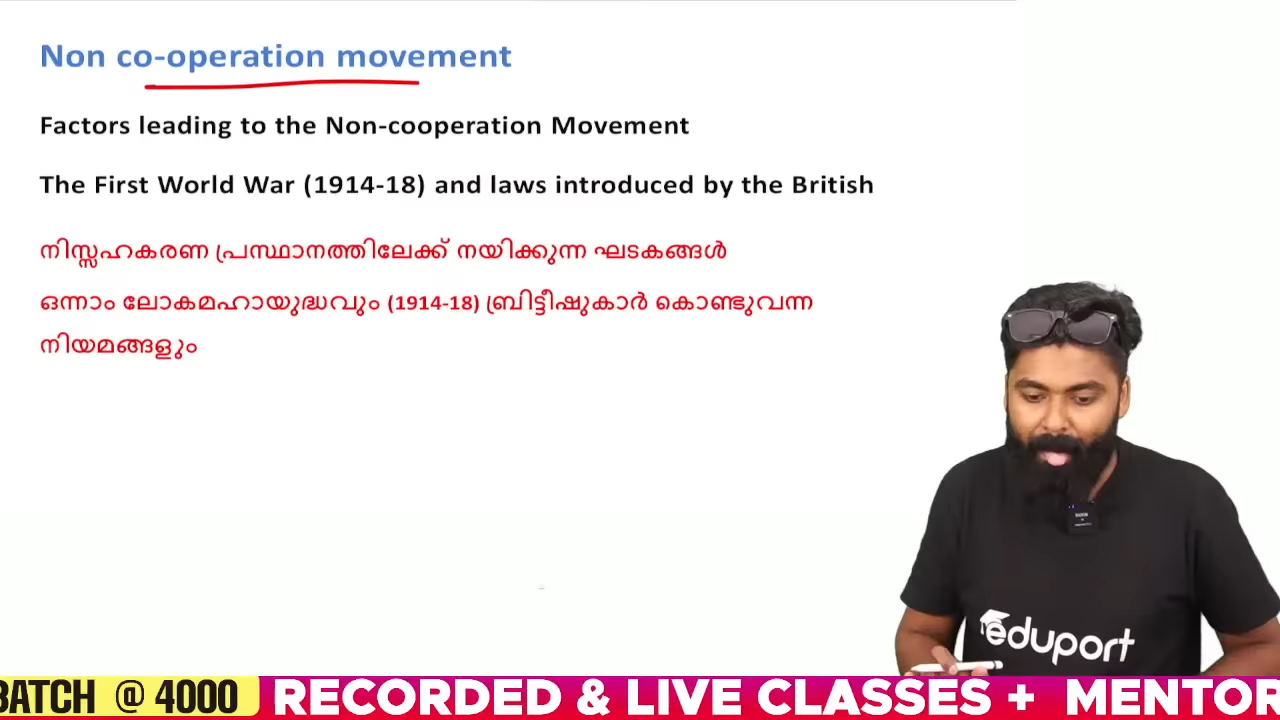 Non co-operation movement
Factors leading to the Non-cooperation Movement
The First World War (1914-18) and laws introduced by the British
നിസ്സഹകരണ പ്രസ്ഥാനത്തിലേക്ക് നയിക്കുന്ന ഘടകങ്ങൾ
ഒന്നാം ലോകമഹായുദ്ധവും (1914-18) ബ്രിട്ടീഷുകാർ കൊണ്ടുവന്ന
നിയമങ്ങളും
eduport
BATCH @ 4000 RECORDED & LIVE CLASSES + MENTOR